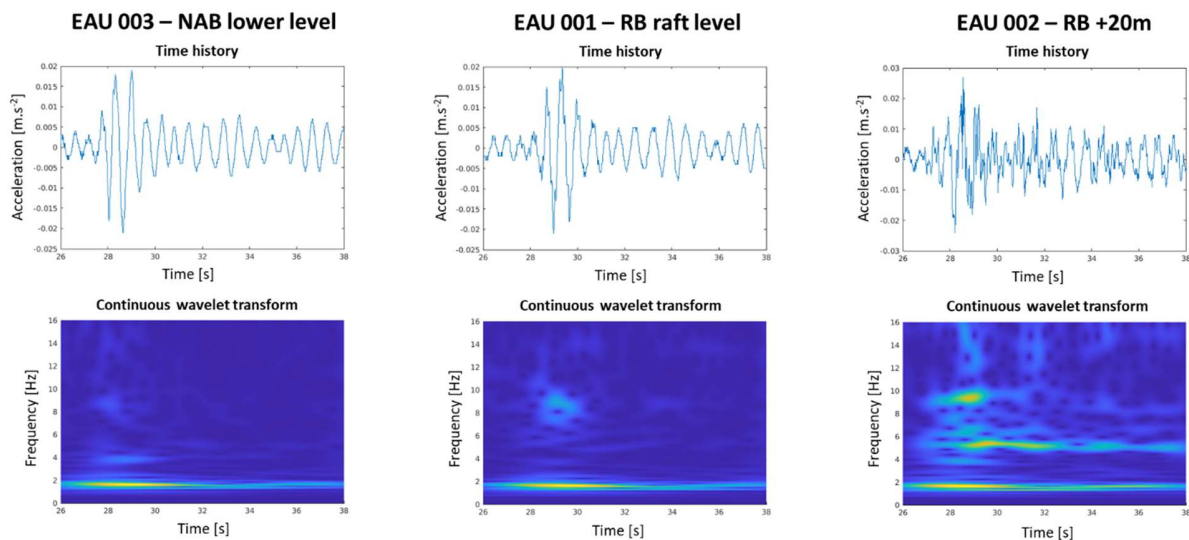 EAU 003 – NAB lower level
Time history
Acceleration [m.s-2]
0.02
0.015
0.01
0.005
0
-0.005
-0.01
-0.015
-0.02
-0.025
26 28 30 32 34 36 38
Time [s]
Continuous wavelet transform
Frequency [Hz]
16
14
12
10
8
6
4
2
0
26 28 30 32 34 36 38
Time [s]
EAU 001 – RB raft level
Time history
Acceleration [m.s-2]
0.02
0.015
0.01
0.005
0
-0.005
-0.01
-0.015
-0.02
-0.025
26 28 30 32 34 36 38
Time [s]
Continuous wavelet transform
Frequency [Hz]
16
14
12
10
8
6
4
2
0
26 28 30 32 34 36 38
Time [s]
EAU 002 – RB +20m
Time history
Acceleration [m.s-2]
0.03
0.02
0.01
0
-0.01
-0.02
-0.03
26 28 30 32 34 36 38
Time [s]
Continuous wavelet transform
Frequency [Hz]
16
14
12
10
8
6
4
2
0
26 28 30 32 34 36 38
Time [s]